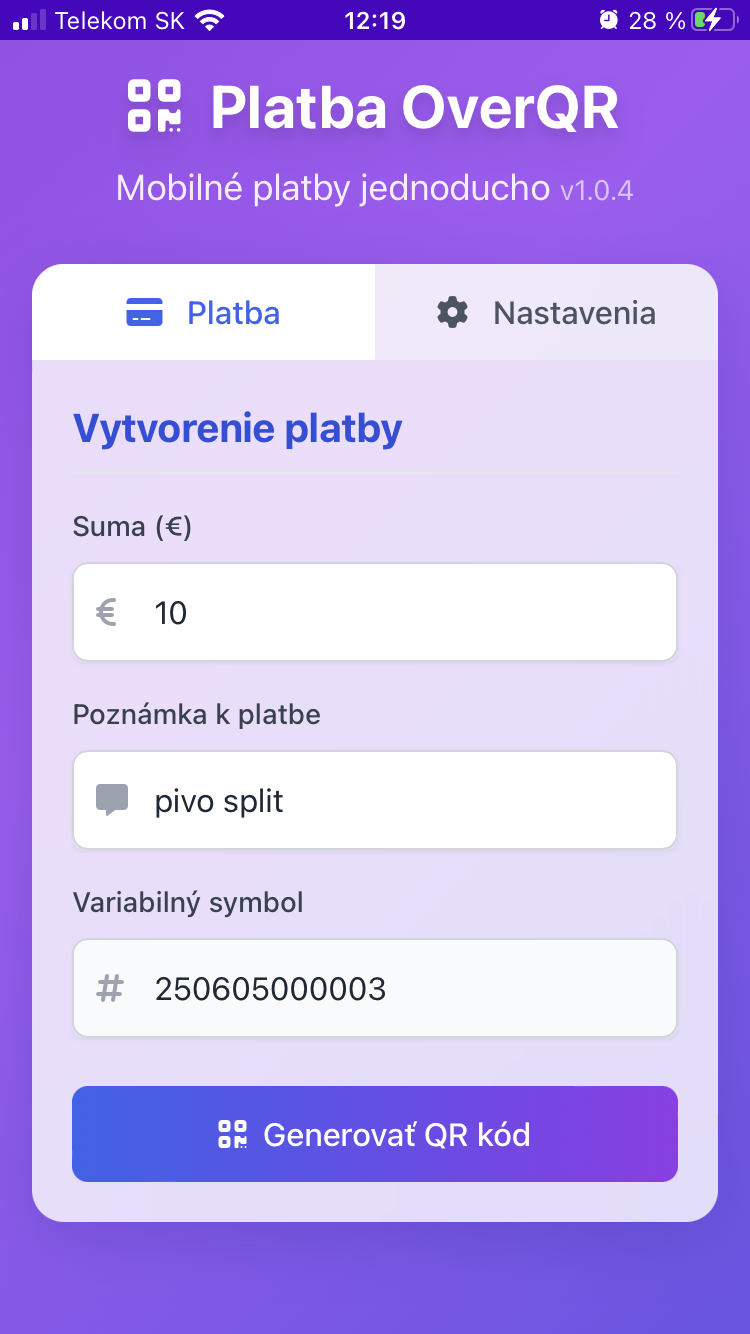 Telekom SK 12:19 28 %
Platba OverQR
Mobilné platby jednoducho v1.0.4
Platba Nastavenia
Vytvorenie platby
Suma (€)
€ 10
Poznámka k platbe
pivo split
Variabilný symbol
# 250605000003
Generovať QR kód